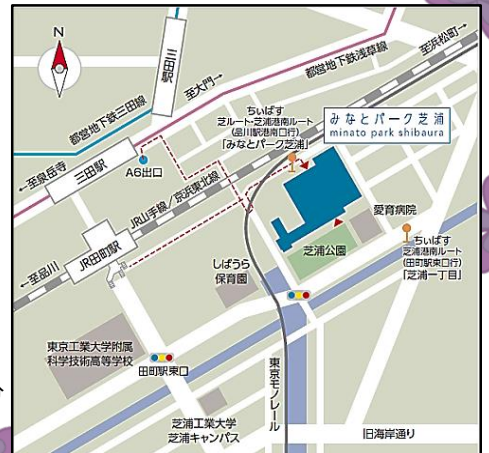 N
三田駅
都営地下鉄浅草線
至浜松町→
至大門→
都営地下鉄三田線
ちぃばす
芝ルート・芝浦港南ルート
(品川駅港南口行)
「みなとパーク芝浦」
みなとパーク芝浦
minato park shibaura
←至泉岳寺
三田駅
A6出口
JR山手線/京浜東北線
愛育病院
JR田町駅
←至品川
しばうら
保育園
芝浦公園
ちぃばす
芝浦港南ルート
(田町駅東口行)
「芝浦一丁目」
東京工業大学附属
科学技術高等学校
田町駅東口
東京モノレール
芝浦工業大学
芝浦キャンパス
旧海岸通り